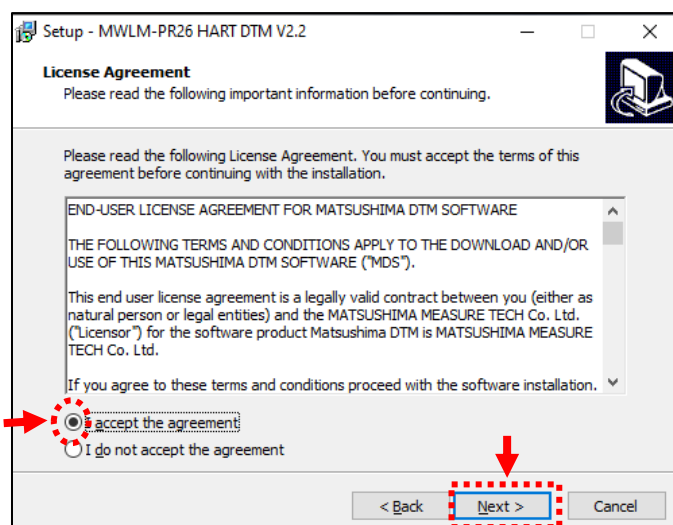 Setup - MWLM-PR26 HART DTM V2.2
License Agreement
Please read the following important information before continuing.
Please read the following License Agreement. You must accept the terms of this
agreement before continuing with the installation.
END-USER LICENSE AGREEMENT FOR MATSUSHIMA DTM SOFTWARE
THE FOLLOWING TERMS AND CONDITIONS APPLY TO THE DOWNLOAD AND/OR
USE OF THIS MATSUSHIMA DTM SOFTWARE ("MDS").
This end user license agreement is a legally valid contract between you (either as
natural person or legal entities) and the MATSUSHIMA MEASURE TECH Co. Ltd.
("Licensor") for the software product Matsushima DTM is MATSUSHIMA MEASURE
TECH Co. Ltd.
If you agree to these terms and conditions proceed with the software installation.
I accept the agreement
I do not accept the agreement
< Back Next > Cancel